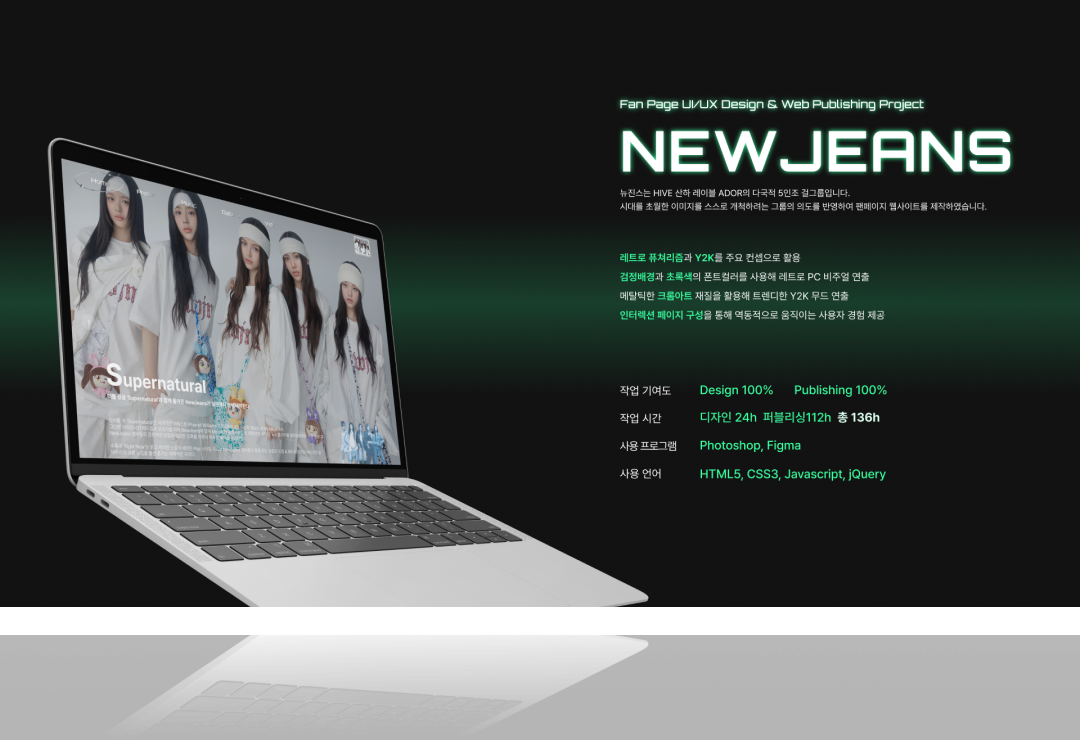 Fan Page UI/UX Design & Web Publishing Project
NEWJEANS
뉴진스는 HIVE 산하 레이블 ADOR의 다국적 5인조 걸그룹입니다.
시대를 초월한 이미지를 스스로 개척하려는 그룹의 의도를 반영하여 팬페이지 웹사이트를 제작하였습니다.
레트로 퓨쳐리즘과 Y2K를 주요 컨셉으로 활용
검정배경과 초록색의 폰트컬러를 사용해 레트로 PC 비주얼 연출
메탈틱한 크롬아트 재질을 활용해 트렌디한 Y2K 무드 연출
인터렉션 페이지 구성을 통해 역동적으로 움직이는 사용자 경험 제공
작업 기여도 Design 100% Publishing 100%
작업 시간 디자인 24h 퍼블리싱112h 총 136h
사용 프로그램 Photoshop, Figma
사용 언어 HTML5, CSS3, Javascript, jQuery
Home
Supernatural